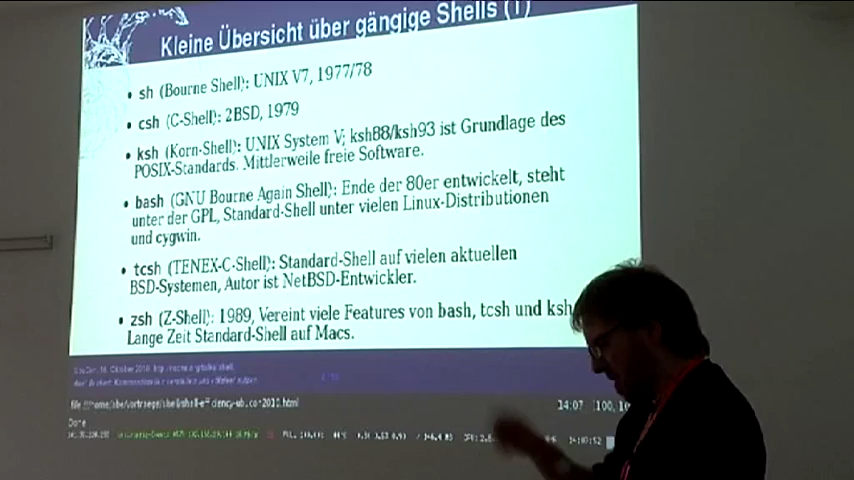 Kleine Übersicht über gängige Shells (1)
• sh (Bourne Shell): UNIX V7, 1977/78
• csh (C-Shell): 2BSD, 1979
• ksh (Korn-Shell): UNIX System V; ksh88/ksh93 ist Grundlage des
POSIX-Standards. Mittlerweile freie Software.
• bash (GNU Bourne Again Shell): Ende der 80er entwickelt, steht
unter der GPL, Standard-Shell unter vielen Linux-Distributionen
und cygwin.
• tcsh (TENEX-C-Shell): Standard-Shell auf vielen aktuellen
BSD-Systemen, Autor ist NetBSD-Entwickler.
• zsh (Z-Shell): 1989, Vereint viele Features von bash, tcsh und ksh
Lange Zeit Standard-Shell auf Macs.
16. Oktober 2010
14:07
Done